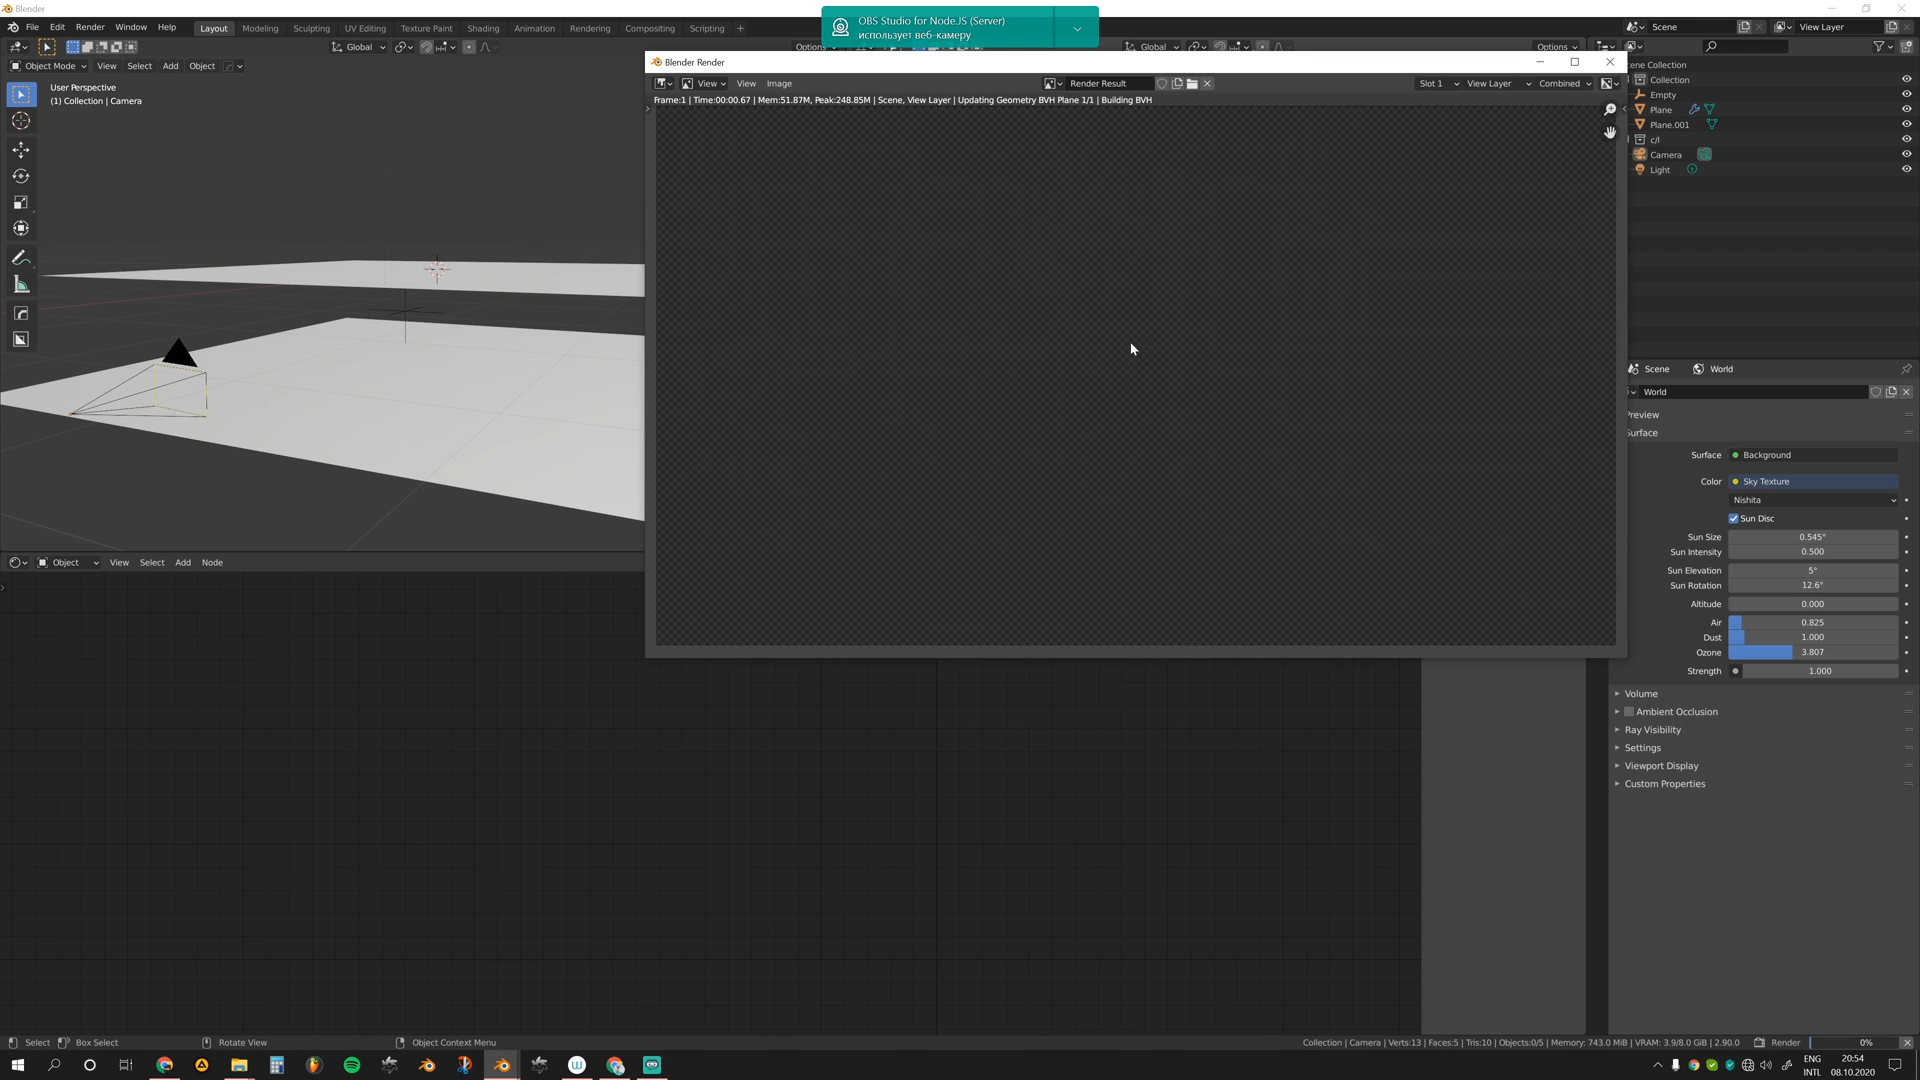 Blender
File Edit Render Window Help
Layout Modeling Sculpting UV Editing Texture Paint Shading Animation Rendering Compositing Scripting +
OBS Studio for Node.JS (Server)
использует веб-камеру
Scene View Layer
Global Options Global Options
Object Mode View Select Add Object
User Perspective
(1) Collection | Camera
Blender Render
View View Image Render Result Slot 1 View Layer Combined
Frame:1 | Time:00:00.67 | Mem:51.87M, Peak:248.85M | Scene, View Layer | Updating Geometry BVH Plane 1/1 | Building BVH
cene Collection
Collection
Empty
Plane
Plane.001
c/l
Camera
Light
Scene World
World
Preview
Surface
Surface Background
Color Sky Texture
Nishita
Sun Disc
Sun Size 0.545°
Sun Intensity 0.500
Sun Elevation 5°
Sun Rotation 12.6°
Altitude 0.000
Air 0.825
Dust 1.000
Ozone 3.807
Strength 1.000
Volume
Ambient Occlusion
Ray Visibility
Settings
Viewport Display
Custom Properties
Object View Select Add Node
Select Box Select Rotate View Object Context Menu
Collection | Camera | Verts:13 | Faces:5 | Tris:10 | Objects:0/5 | Memory: 743.0 MiB | VRAM: 3.9/8.0 GiB | 2.90.0 Render 0%
ENG
INTL
20:54
08.10.2020